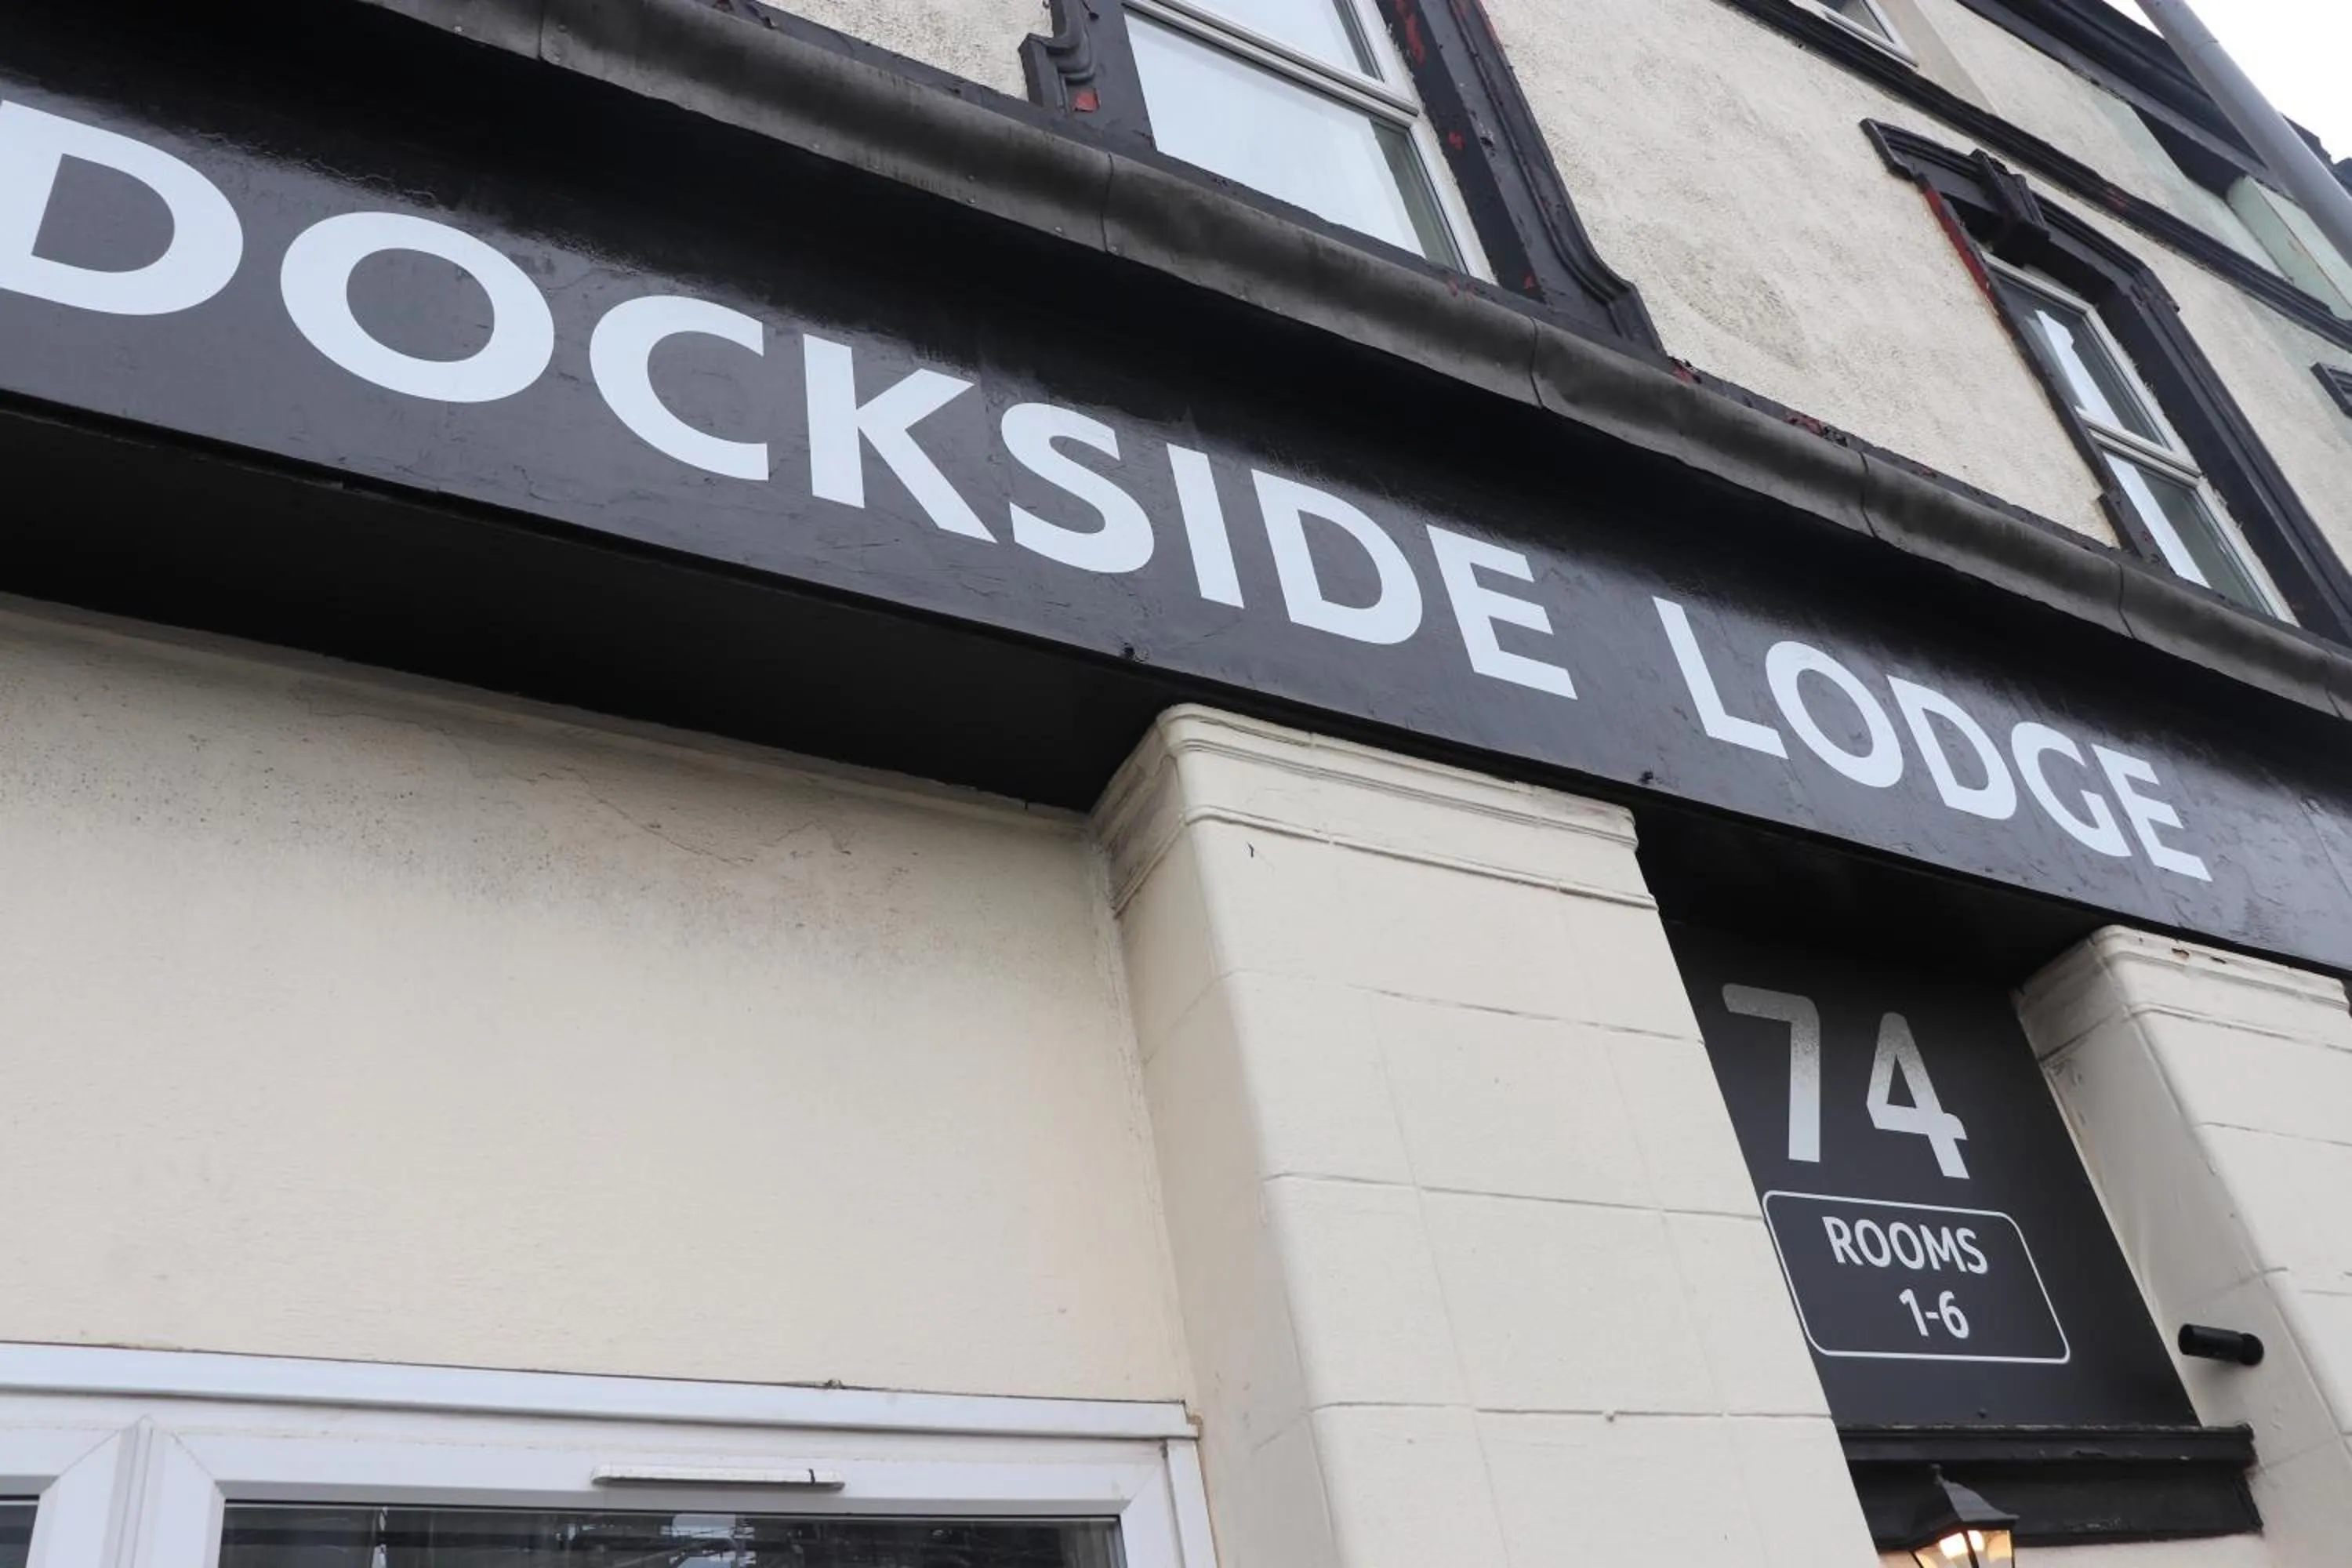 DOCKSIDE LODGE
74
ROOMS
1-6